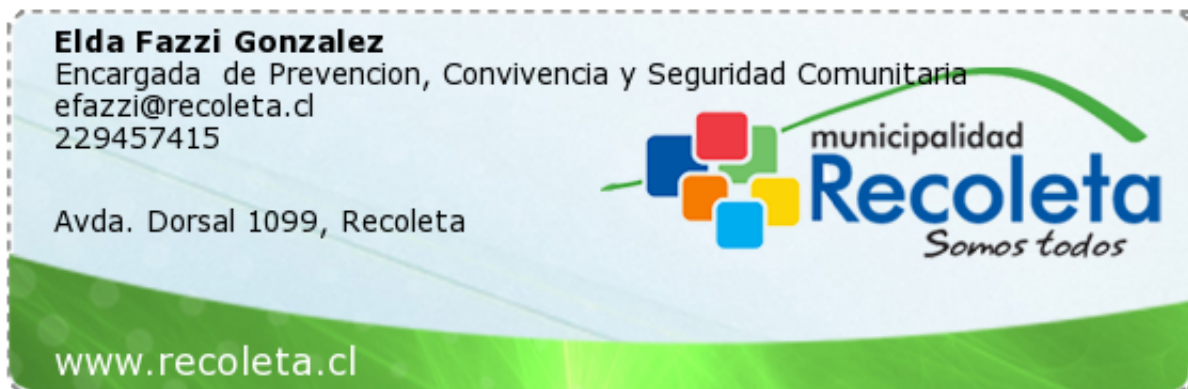 Elda Fazzi Gonzalez
Encargada de Prevencion, Convivencia y Seguridad Comunitaria
efazzi@recoleta.cl
229457415
Avda. Dorsal 1099, Recoleta
municipalidad
Recoleta
Somos todos
www.recoleta.cl